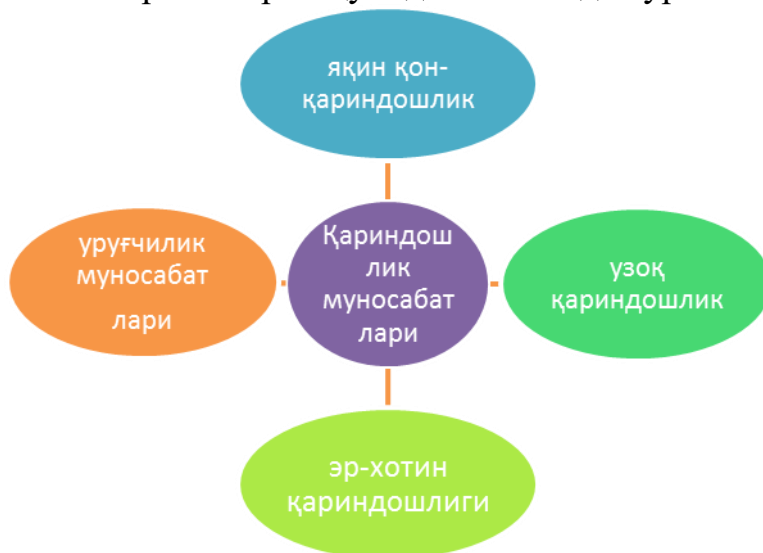 яқин қон-
қариндошлик
уруғчилик
муносабат
лари
Қариндош
лик
муносабат
лари
узоқ
қариндошлик
эр-хотин
қариндошлиги